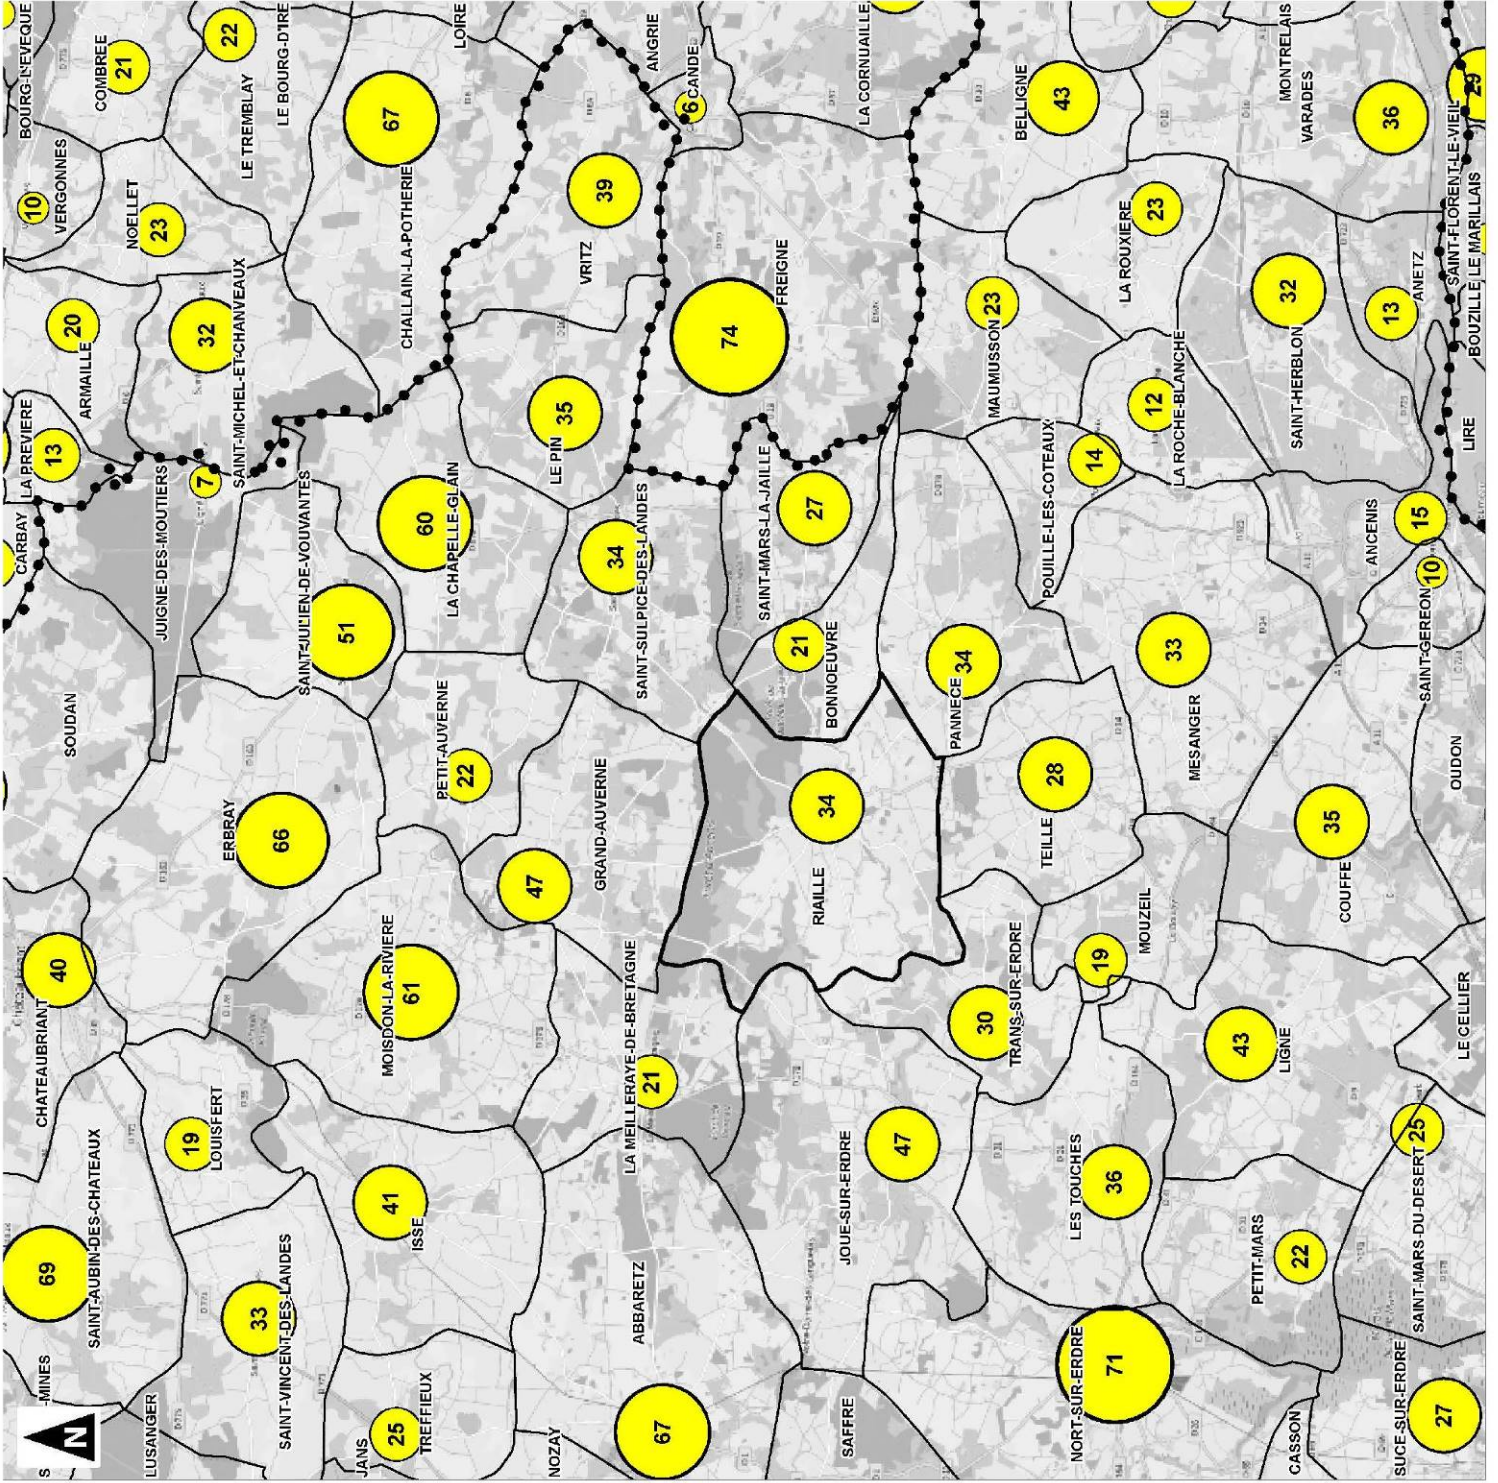 S
-MINES
SAINT-AUBIN-DES-CHATEAUX
69
CHATEAUBRIANT
40
SOUDAN
CARBAY
LA PREVIERE
13
ARMAILLE
20
VERGONNES
10
BOURG-L'EVEQUE
COMBREE
21
N
LUSANGER
LOUISFERT
19
JUIGNE-DES-MOUTIERS
7
NOELLET
23
SAINT-MICHEL-ET-CHANVEAUX
32
LE TREMBLAY
22
LE BOURG-D'IRE
SAINT-VINCENT-DES-LANDES
33
ERBRAY
66
SAINT-JULIEN-DE-VOUVANTES
51
JANS
TREFFIEUX
25
ISSE
41
MOISDON-LA-RIVIERE
61
PETIT-AUVERNE
22
LA CHAPELLE-GLAIN
60
CHALLAIN-LA-POTHERIE
67
LOIRE
NOZAY
67
ABBARETZ
LA MEILLERAYE-DE-BRETAGNE
21
GRAND-AUVERNE
47
SAINT-SULPICE-DES-LANDES
34
LE PIN
35
VRITZ
39
ANGRIE
CANDE
6
SAFFRE
JOUE-SUR-ERDRE
47
RIAILLE
34
BONNOEUVRE
21
SAINT-MARS-LA-JAILLE
27
FREIGNE
74
LA CORNUAILLE
NORT-SUR-ERDRE
71
LES TOUCHES
36
TRANS-SUR-ERDRE
30
TEILLE
28
PANNECE
34
MAUMUSSON
23
BELLIGNE
43
MOUZEIL
19
POUILLE-LES-COTEAUX
14
LA ROCHE-BLANCHE
12
LA ROUXIERE
23
PETIT-MARS
22
LIGNE
43
MESANGER
33
SAINT-HERBLON
32
MONTRELAIS
VARADES
36
CASSON
COUFFE
35
ANCENIS
15
ANETZ
13
SUCE-SUR-ERDRE
27
SAINT-MARS-DU-DESERT
25
LE CELLIER
OUDON
SAINT-GEREON
10
LIRE
BOUZILLE
LE MARILLAIS
SAINT-FLORENT-LE-VIEIL
29